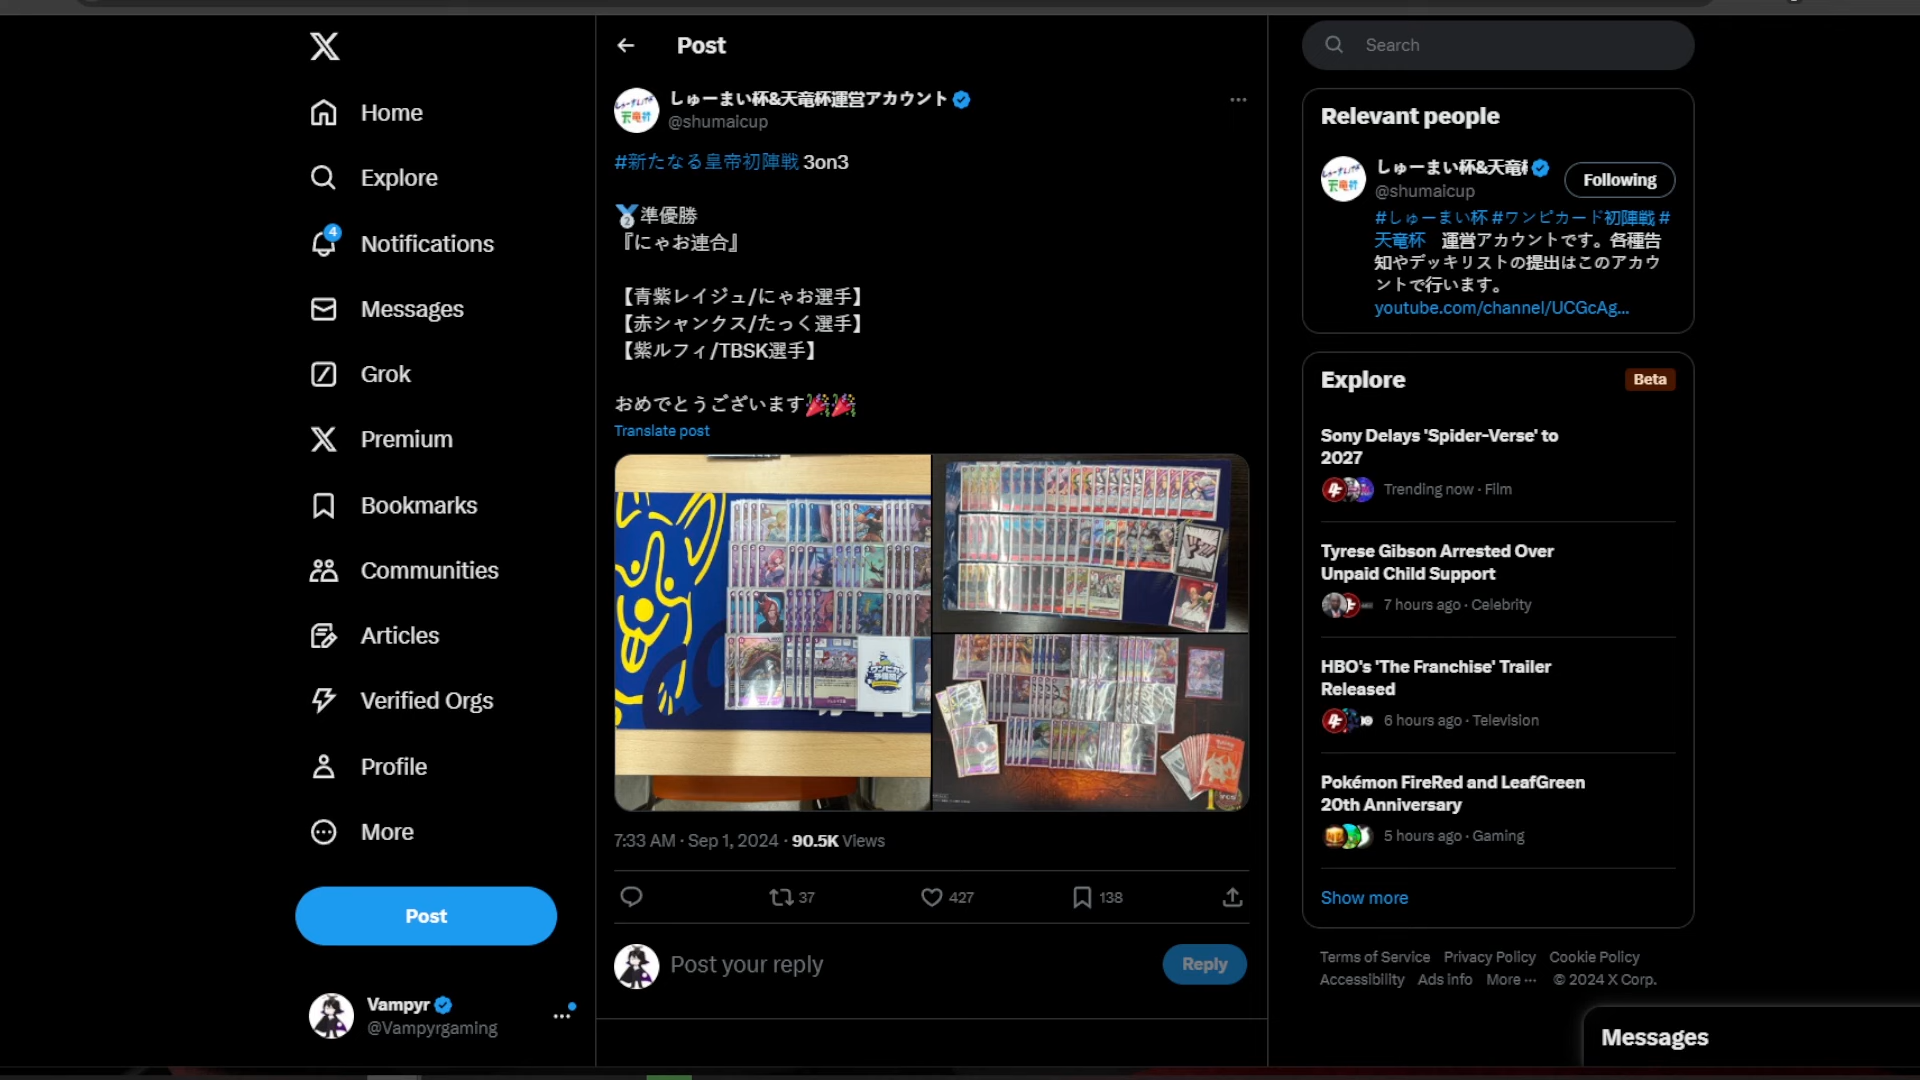 Home
Explore
4
Notifications
Messages
Grok
Premium
Bookmarks
Communities
Articles
Verified Orgs
Profile
More
Post
Vampyr
@Vampyrgaming
Post
しゅーまい杯&天竜杯運営アカウント
@shumaicup
#新たなる皇帝初陣戦 3on3
🥈準優勝
『にゃお連合』
【青紫レイジュ/にゃお選手】
【赤シャンクス/たっく選手】
【紫ルフィ/TBSK選手】
おめでとうございます🎉🎉
Translate post
7:33 AM · Sep 1, 2024 · 90.5K Views
37
427
138
Post your reply
Reply
Search
Relevant people
しゅーまい杯&天竜
Following
@shumaicup
#しゅーまい杯 #ワンピカード初陣戦 #
天竜杯　運営アカウントです。各種告
知やデッキリストの提出はこのアカウ
ントで行います。
youtube.com/channel/UCGcAg…
Explore
Beta
Sony Delays 'Spider-Verse' to
2027
Trending now · Film
Tyrese Gibson Arrested Over
Unpaid Child Support
7 hours ago · Celebrity
HBO's 'The Franchise' Trailer
Released
6 hours ago · Television
Pokémon FireRed and LeafGreen
20th Anniversary
5 hours ago · Gaming
Show more
Terms of Service Privacy Policy Cookie Policy
Accessibility Ads info More ··· © 2024 X Corp.
Messages